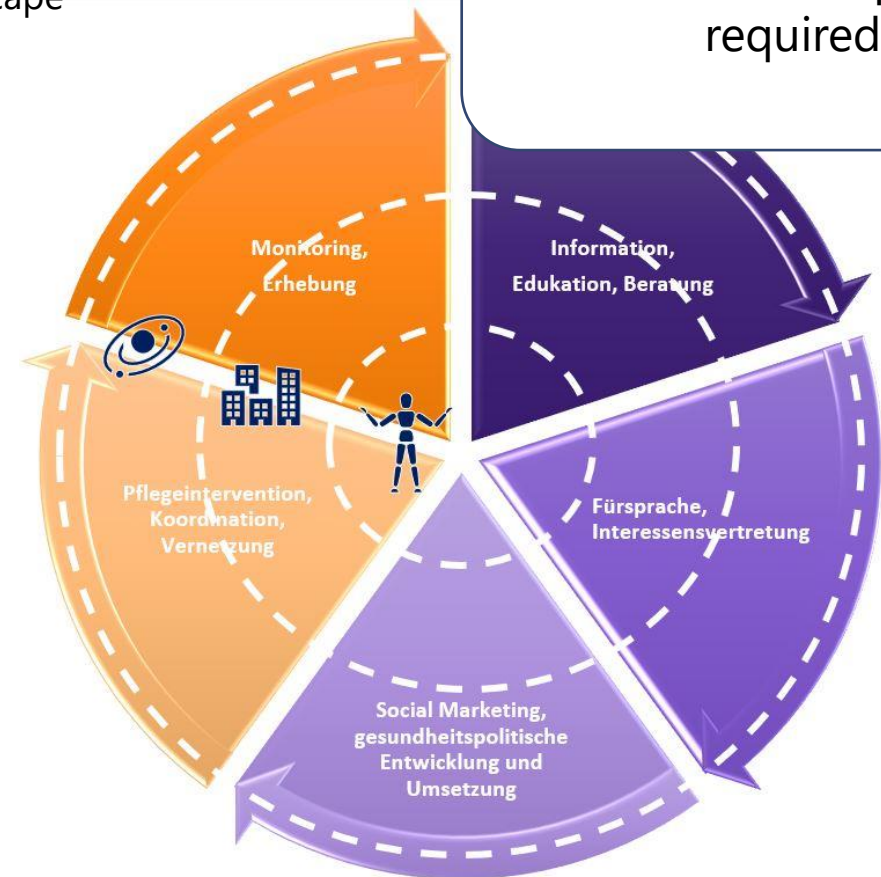 required
Monitoring,
Erhebung
Information,
Edukation, Beratung
Pflegeintervention,
Koordination,
Vernetzung
Fürsprache,
Interessensvertretung
Social Marketing,
gesundheitspolitische
Entwicklung und
Umsetzung